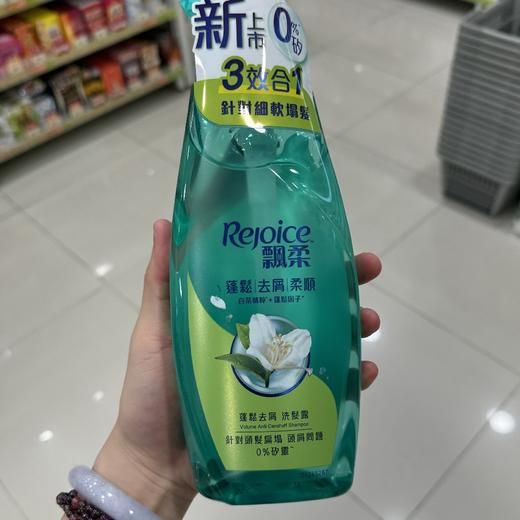 新上市 0%矽
3效合1
針對細軟塌髮
Rejoice™
飄柔
蓬鬆|去屑|柔順
白茶精粹*+蓬鬆因子*
蓬鬆去屑 洗髮露
Volume Anti Dandruff Shampoo
針對頭髮扁塌 頭屑問題
0%矽靈~